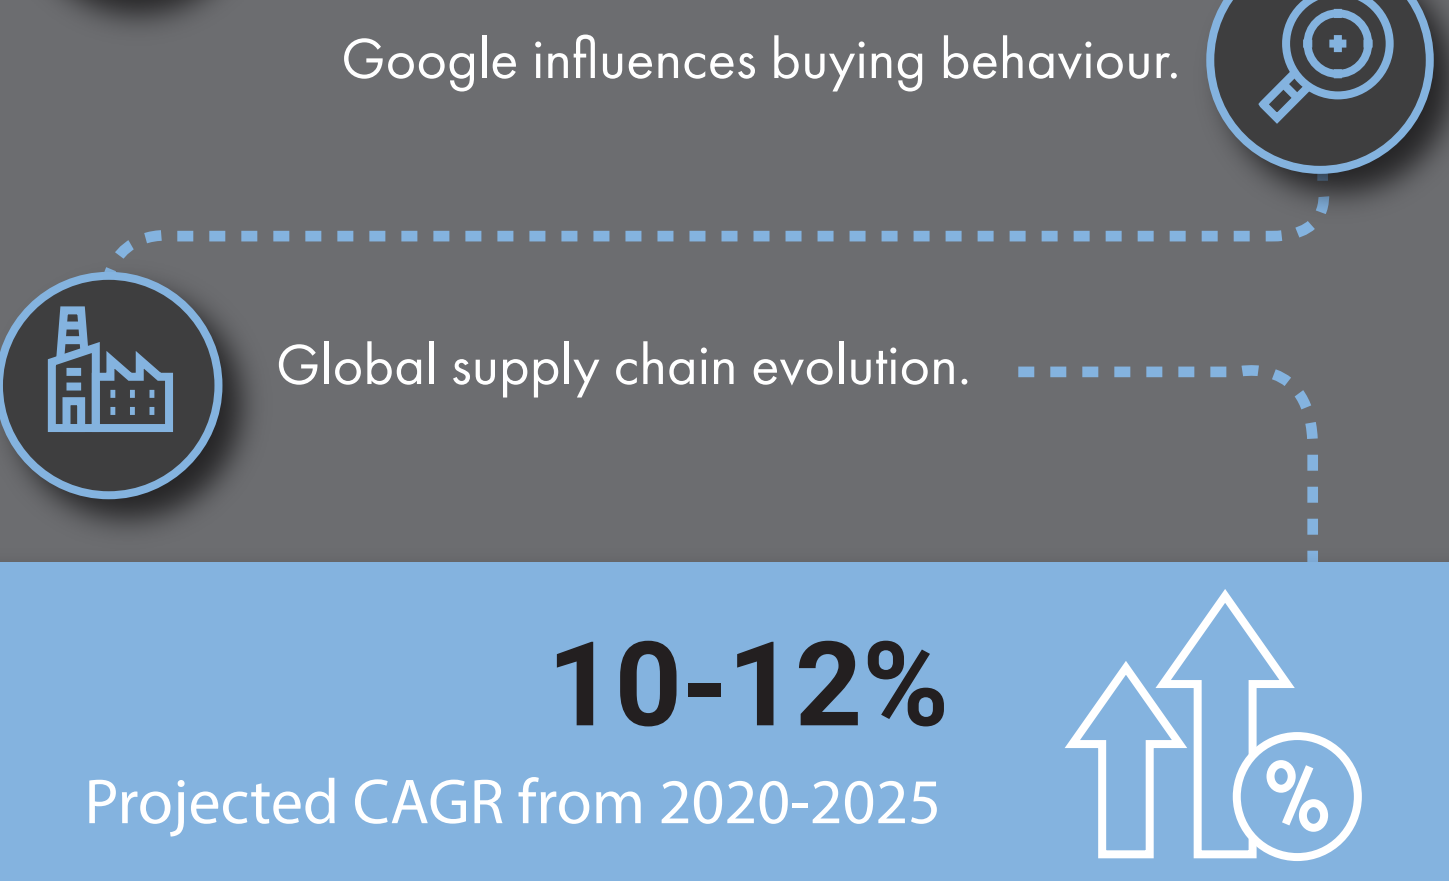 Google influences buying behaviour.
Global supply chain evolution.
10-12%
Projected CAGR from 2020-2025
%